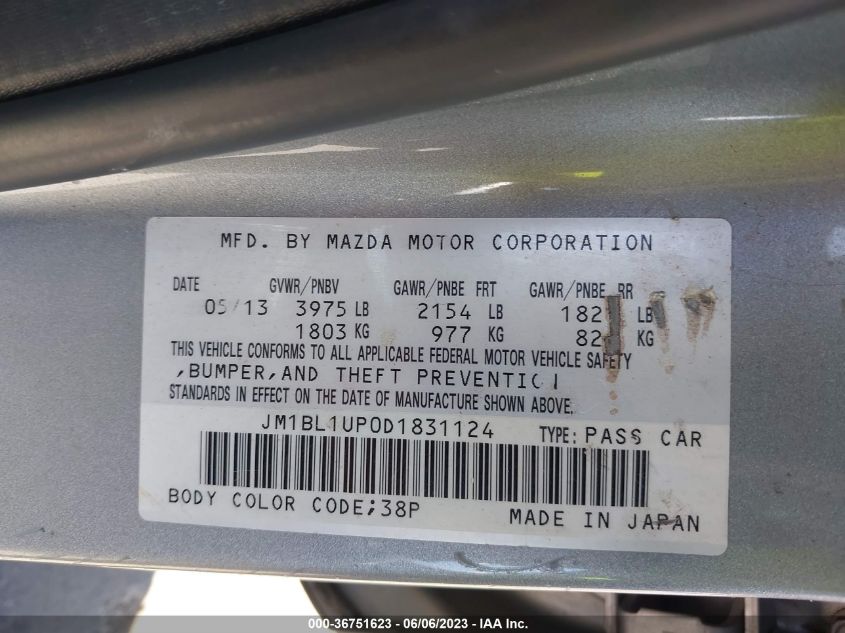 MFD. BY MAZDA MOTOR CORPORATION
DATE GVWR/PNBV GAWR/PNBE FRT GAWR/PNBE RR
05/13 3975 LB 2154 LB LB
1803 KG 977 KG KG
THIS VEHICLE CONFORMS TO ALL APPLICABLE FEDERAL MOTOR VEHICLE SAFETY
,BUMPER,AND THEFT PREVENTION
STANDARDS IN EFFECT ON THE DATE OF MANUFACTURE SHOWN ABOVE.
JM1BL1UP0D1831124 TYPE: PASS CAR
BODY COLOR CODE;38P
MADE IN JAPAN
000-36751623 - 06/06/2023 - IAA Inc.